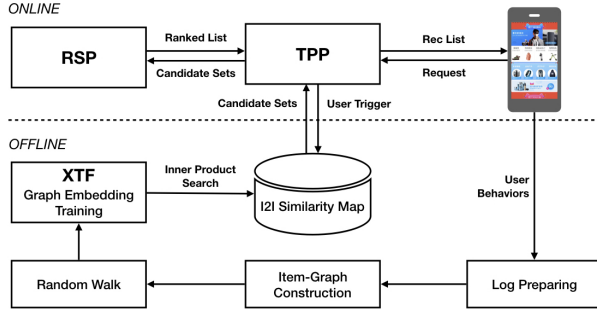 ONLINE
RSP
Ranked List
Candidate Sets
TPP
Rec List
Request
Candidate Sets
User Trigger
OFFLINE
XTF
Graph Embedding
Training
Inner Product
Search
I2I Similarity Map
User
Behaviors
Random Walk
Item-Graph
Construction
Log Preparing